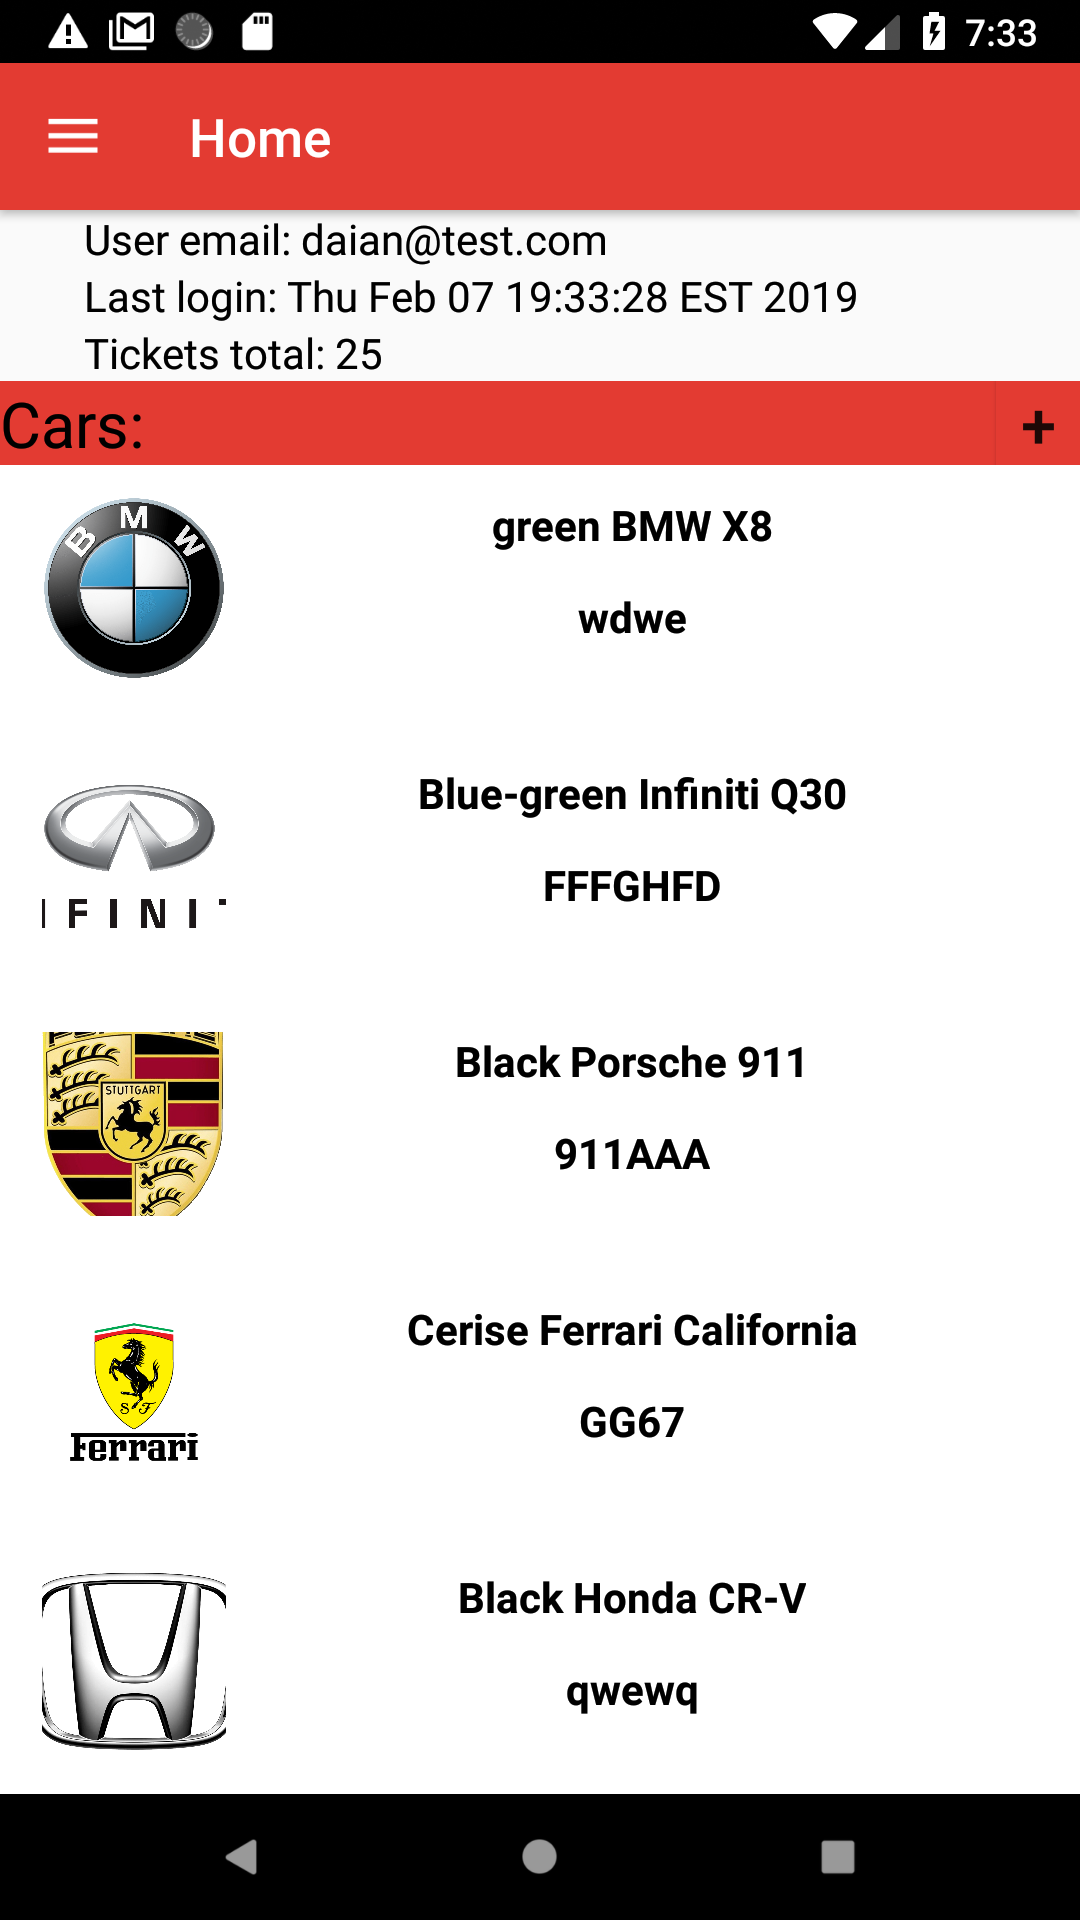 7:33
Home
User email: daian@test.com
Last login: Thu Feb 07 19:33:28 EST 2019
Tickets total: 25
Cars:
+
B M W
green BMW X8
wdwe
Blue-green Infiniti Q30
FFFGHFD
FINI
Black Porsche 911
STUTTGART
911AAA
Cerise Ferrari California
S F
GG67
Ferrari
Black Honda CR-V
qwewq